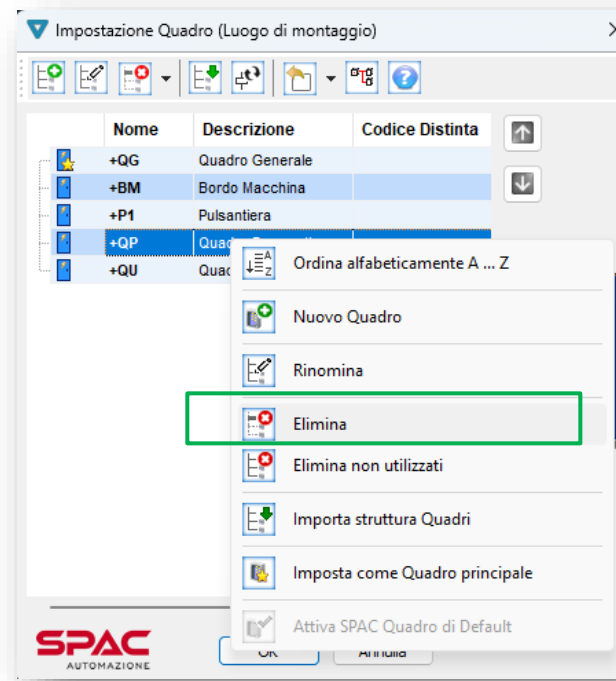 Impostazione Quadro (Luogo di montaggio)
Nome Descrizione Codice Distinta
+QG Quadro Generale
+BM Bordo Macchina
+P1 Pulsantiera
+QP
+QU
Ordina alfabeticamente A ... Z
Nuovo Quadro
Rinomina
Elimina
Elimina non utilizzati
Importa struttura Quadri
Imposta come Quadro principale
Attiva SPAC Quadro di Default
OK Annulla
SPAC
AUTOMAZIONE